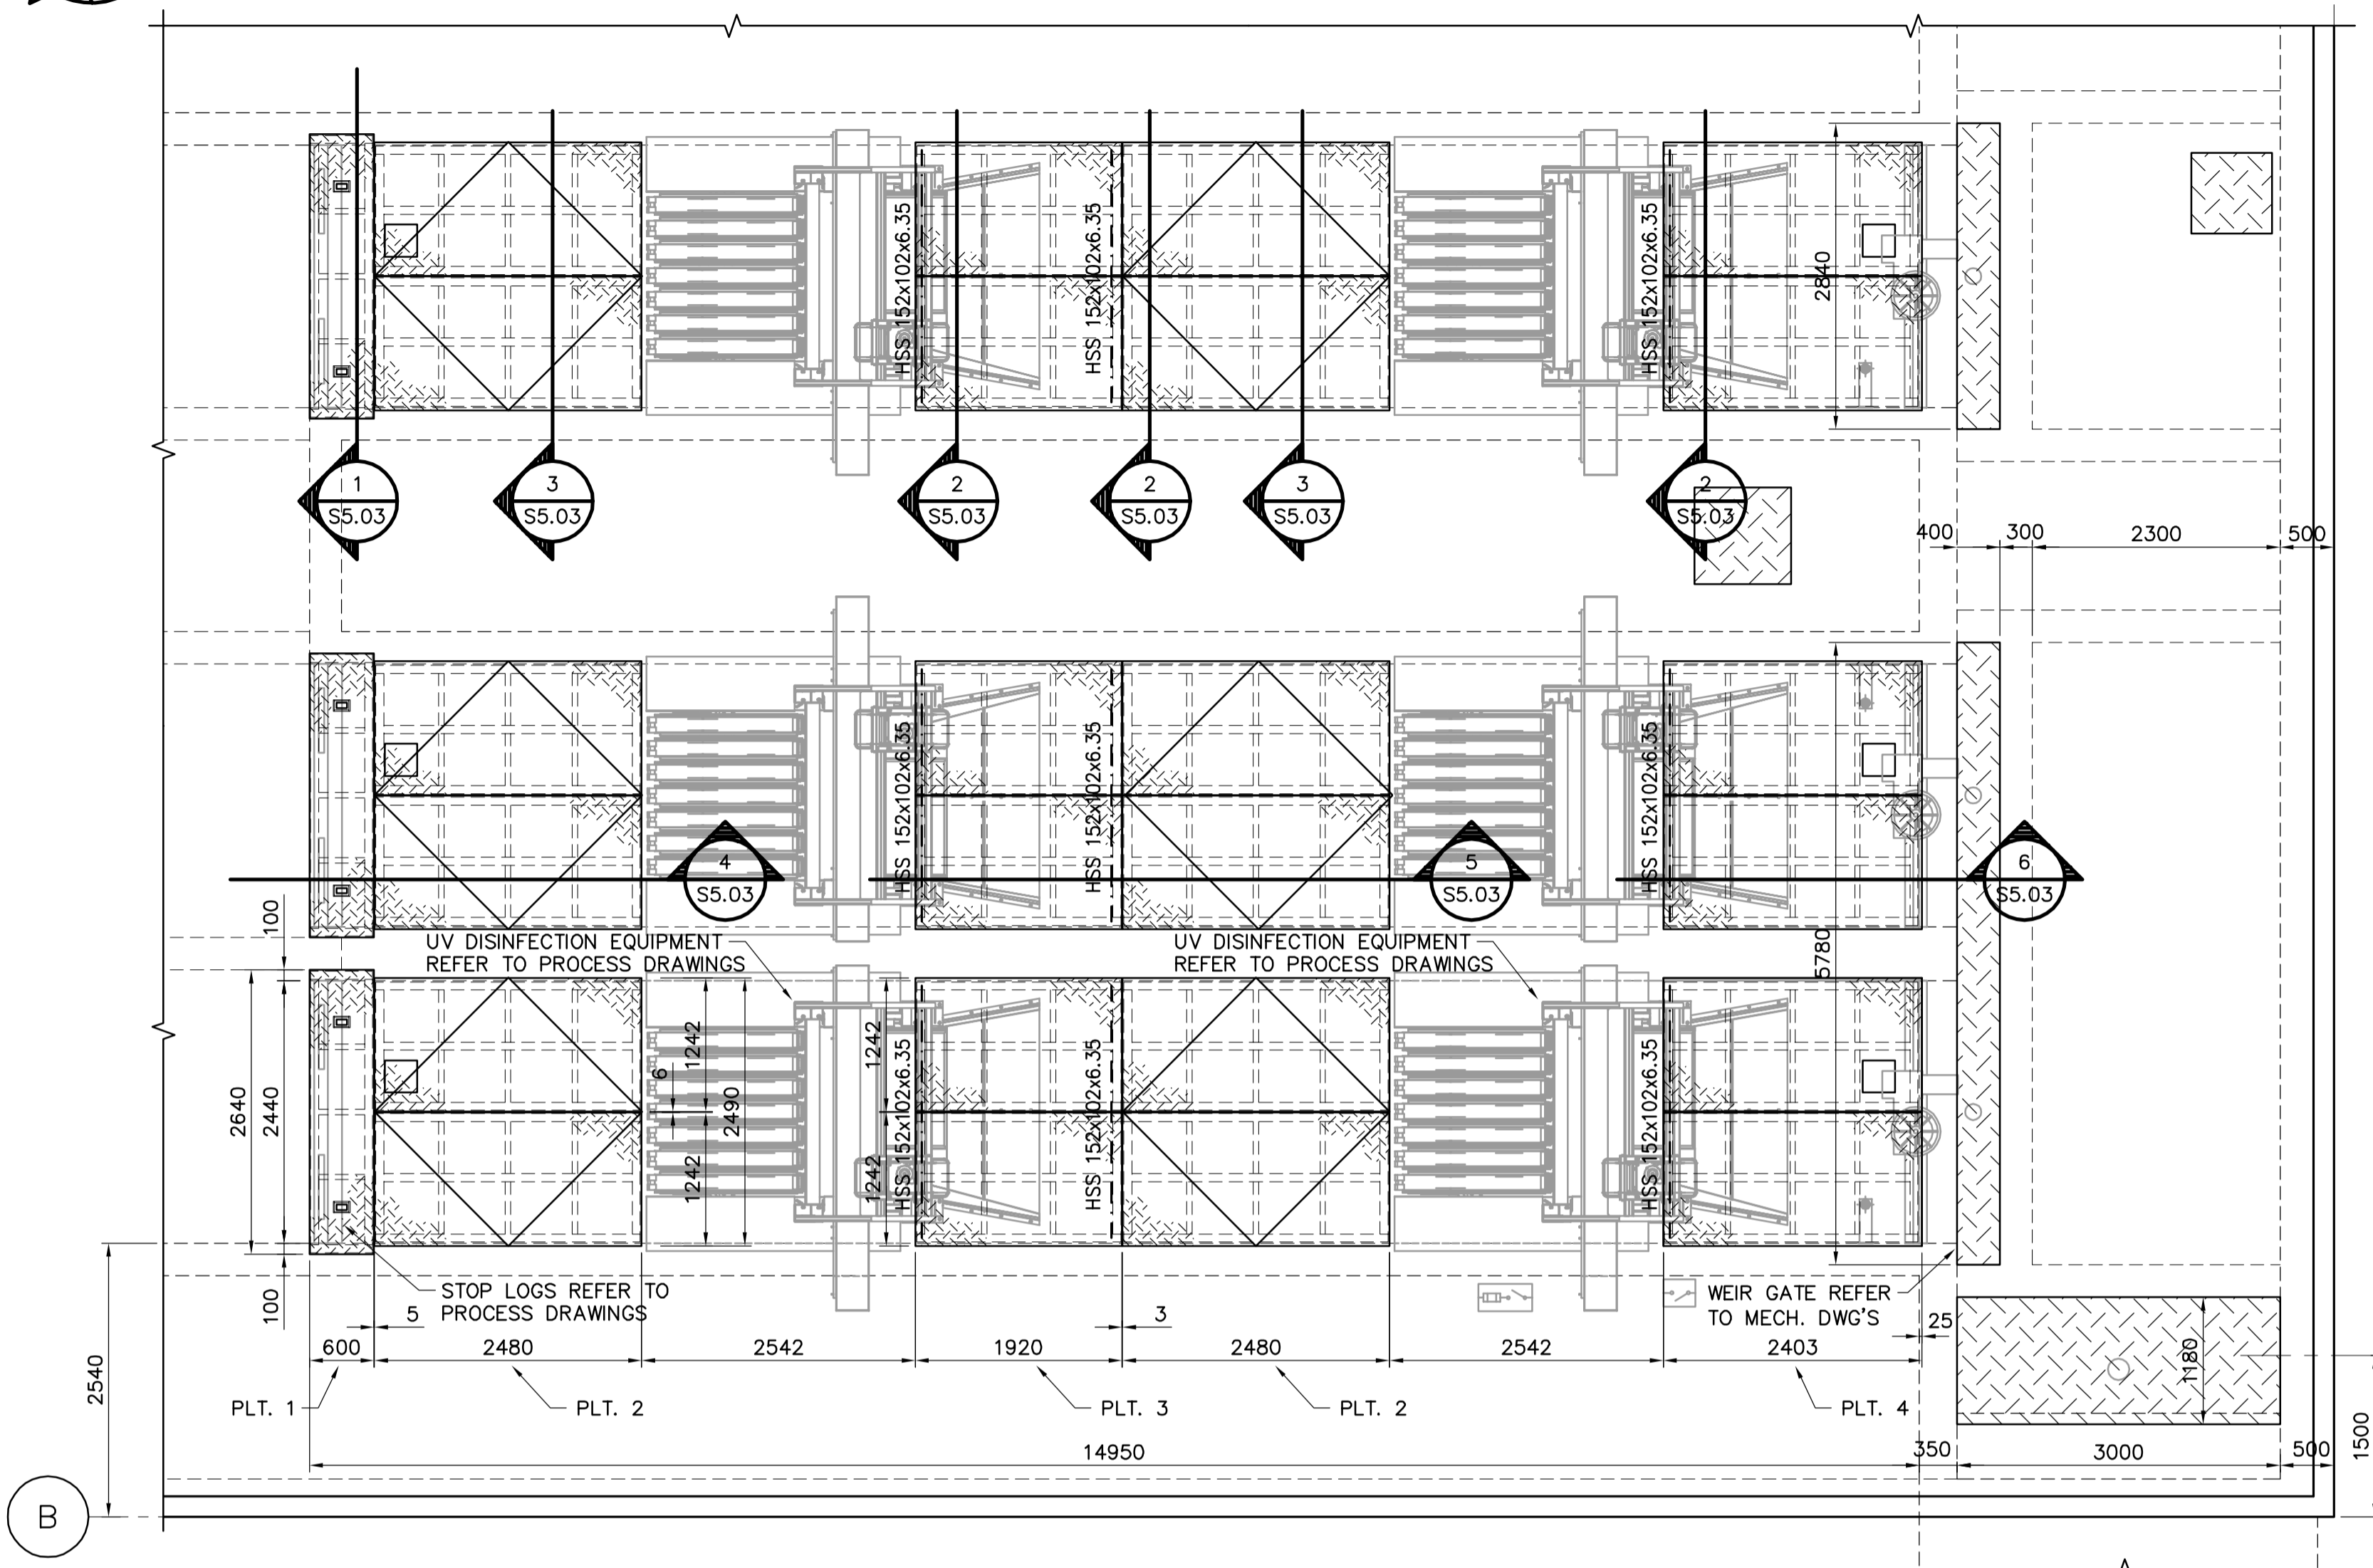 HSS 152x102x6.35
HSS 152x102x6.35
HSS 152x102x6.35
2840
1
S5.03
3
S5.03
2
S5.03
2
S5.03
3
S5.03
2
S5.03
400
300
2300
500
HSS 152x102x6.35
HSS 152x102x6.35
HSS 152x102x6.35
4
S5.03
5
S5.03
6
S5.03
100
UV DISINFECTION EQUIPMENT
REFER TO PROCESS DRAWINGS
UV DISINFECTION EQUIPMENT
REFER TO PROCESS DRAWINGS
5780
2640
2440
1242
6
1242
2490
1242
1242
HSS 152x102x6.35
HSS 152x102x6.35
HSS 152x102x6.35
100
STOP LOGS REFER TO
PROCESS DRAWINGS
WEIR GATE REFER
TO MECH. DWG'S
5
3
25
600
2480
2542
1920
2480
2542
2403
1180
2540
PLT. 1
PLT. 2
PLT. 3
PLT. 2
PLT. 4
14950
350
3000
500
1500
B